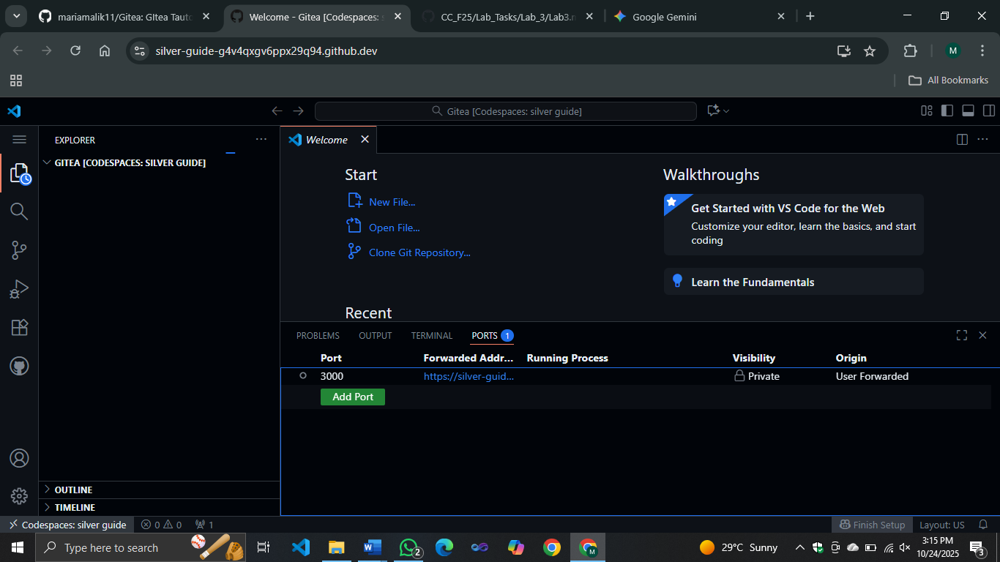 mariamalik11/Gitea: GItea Tauto
Welcome - Gitea [Codespaces: s
CC_F25/Lab_Tasks/Lab_3/Lab3.m
Google Gemini
silver-guide-g4v4qxgv6ppx29q94.github.dev
M
All Bookmarks
Gitea [Codespaces: silver guide]
EXPLORER
Welcome
GITEA [CODESPACES: SILVER GUIDE]
Start
New File...
Open File...
Clone Git Repository...
Recent
Walkthroughs
Get Started with VS Code for the Web
Customize your editor, learn the basics, and start
coding
Learn the Fundamentals
PROBLEMS OUTPUT TERMINAL PORTS 1
Port Forwarded Addr... Running Process Visibility Origin
3000 https://silver-guid... Private User Forwarded
Add Port
OUTLINE
TIMELINE
Codespaces: silver guide 0 0 1 Finish Setup Layout: US
Type here to search
2
M
29°C Sunny
3:15 PM
10/24/2025
3